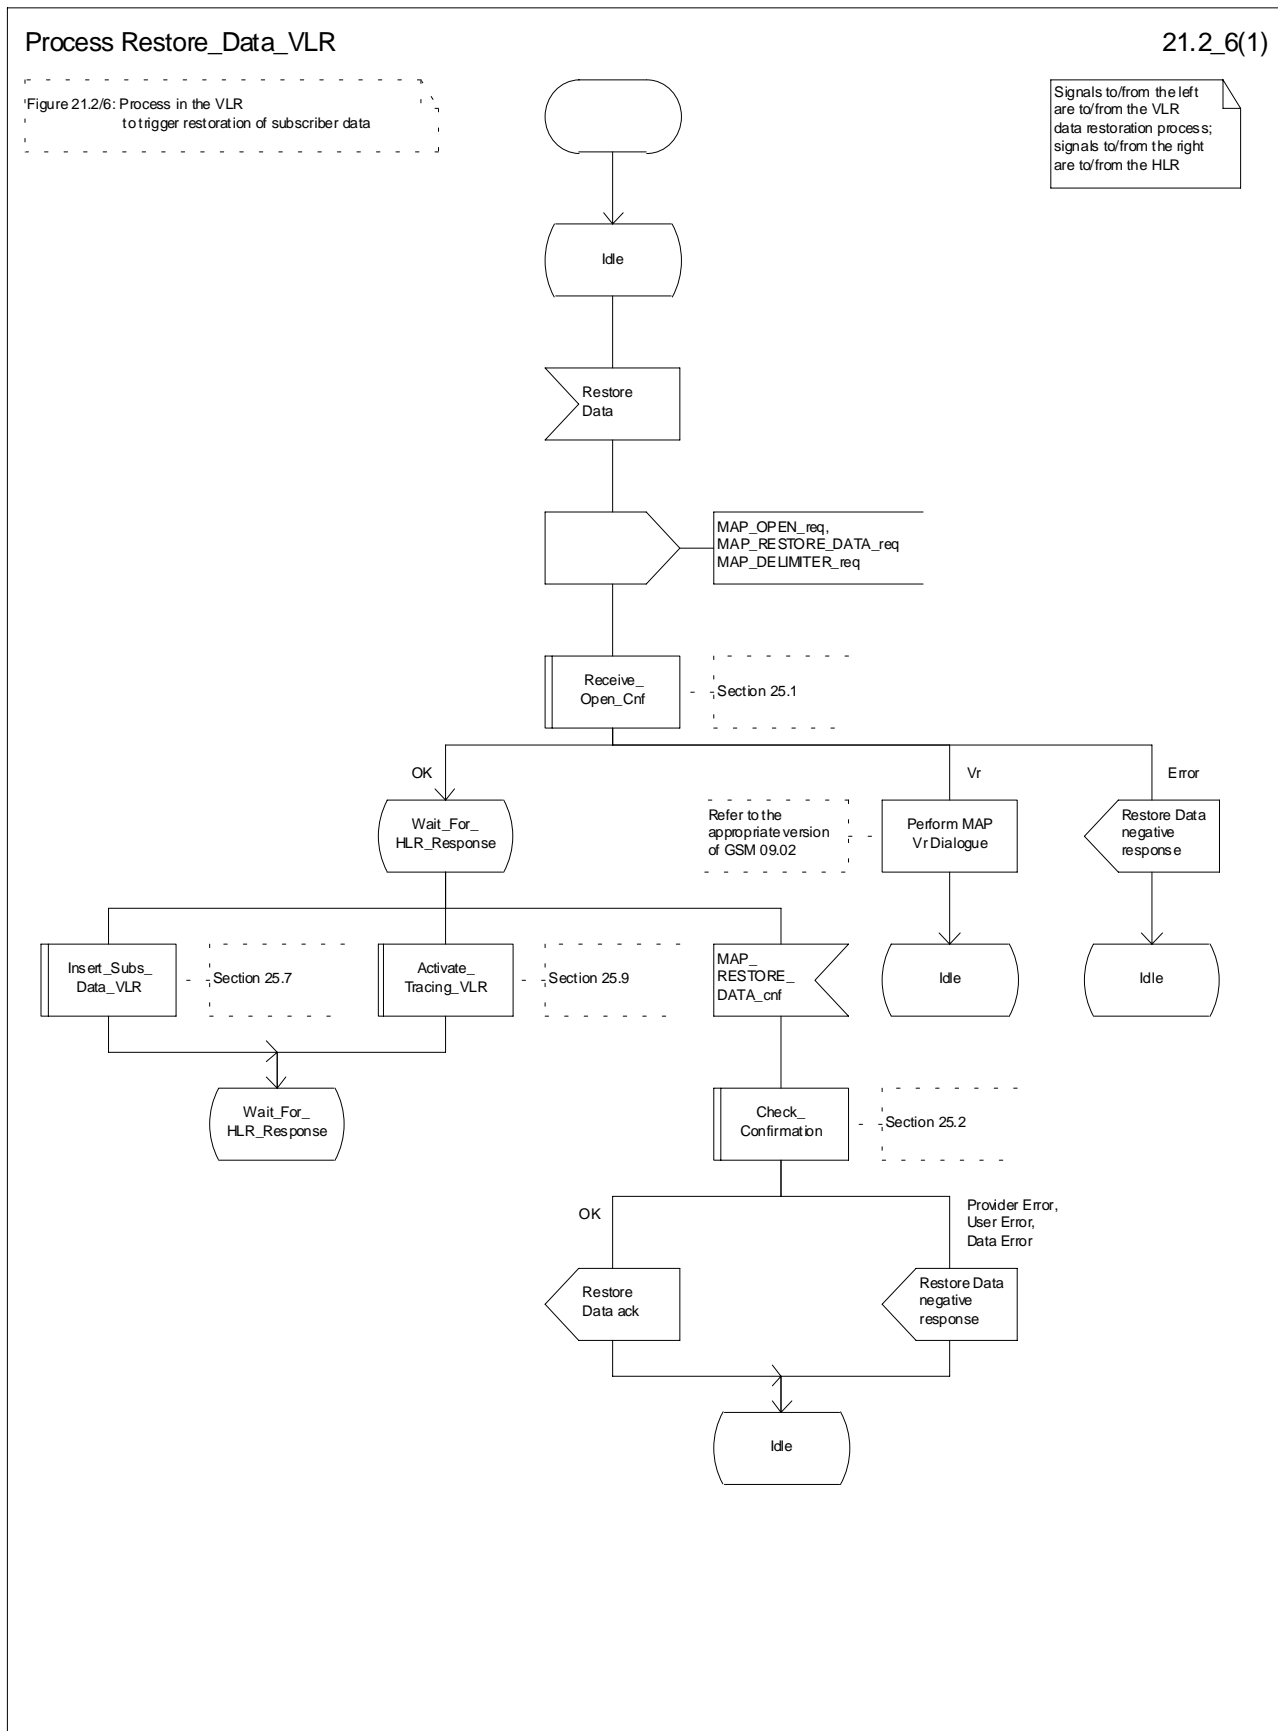 Process Restore_Data_VLR
21.2_6(1)
Figure 21.2/6: Process in the VLR
to trigger restoration of subscriber data
Signals to/from the left
are to/from the VLR
data restoration process;
signals to/from the right
are to/from the HLR
Idle
Restore
Data
MAP_OPEN_req,
MAP_RESTORE_DATA_req
MAP_DELIMITER_req
Receive_
Open_Cnf
Section 25.1
OK
Vr
Error
Wait_For_
HLR_Response
Refer to the
appropriate version
of GSM 09.02
Perform MAP
Vr Dialogue
Restore Data
negative
response
Insert_Subs_
Data_VLR
Section 25.7
Activate_
Tracing_VLR
Section 25.9
MAP_
RESTORE_
DATA_cnf
Idle
Idle
Wait_For_
HLR_Response
Check_
Confirmation
Section 25.2
OK
Provider Error,
User Error,
Data Error
Restore
Data ack
Restore Data
negative
response
Idle